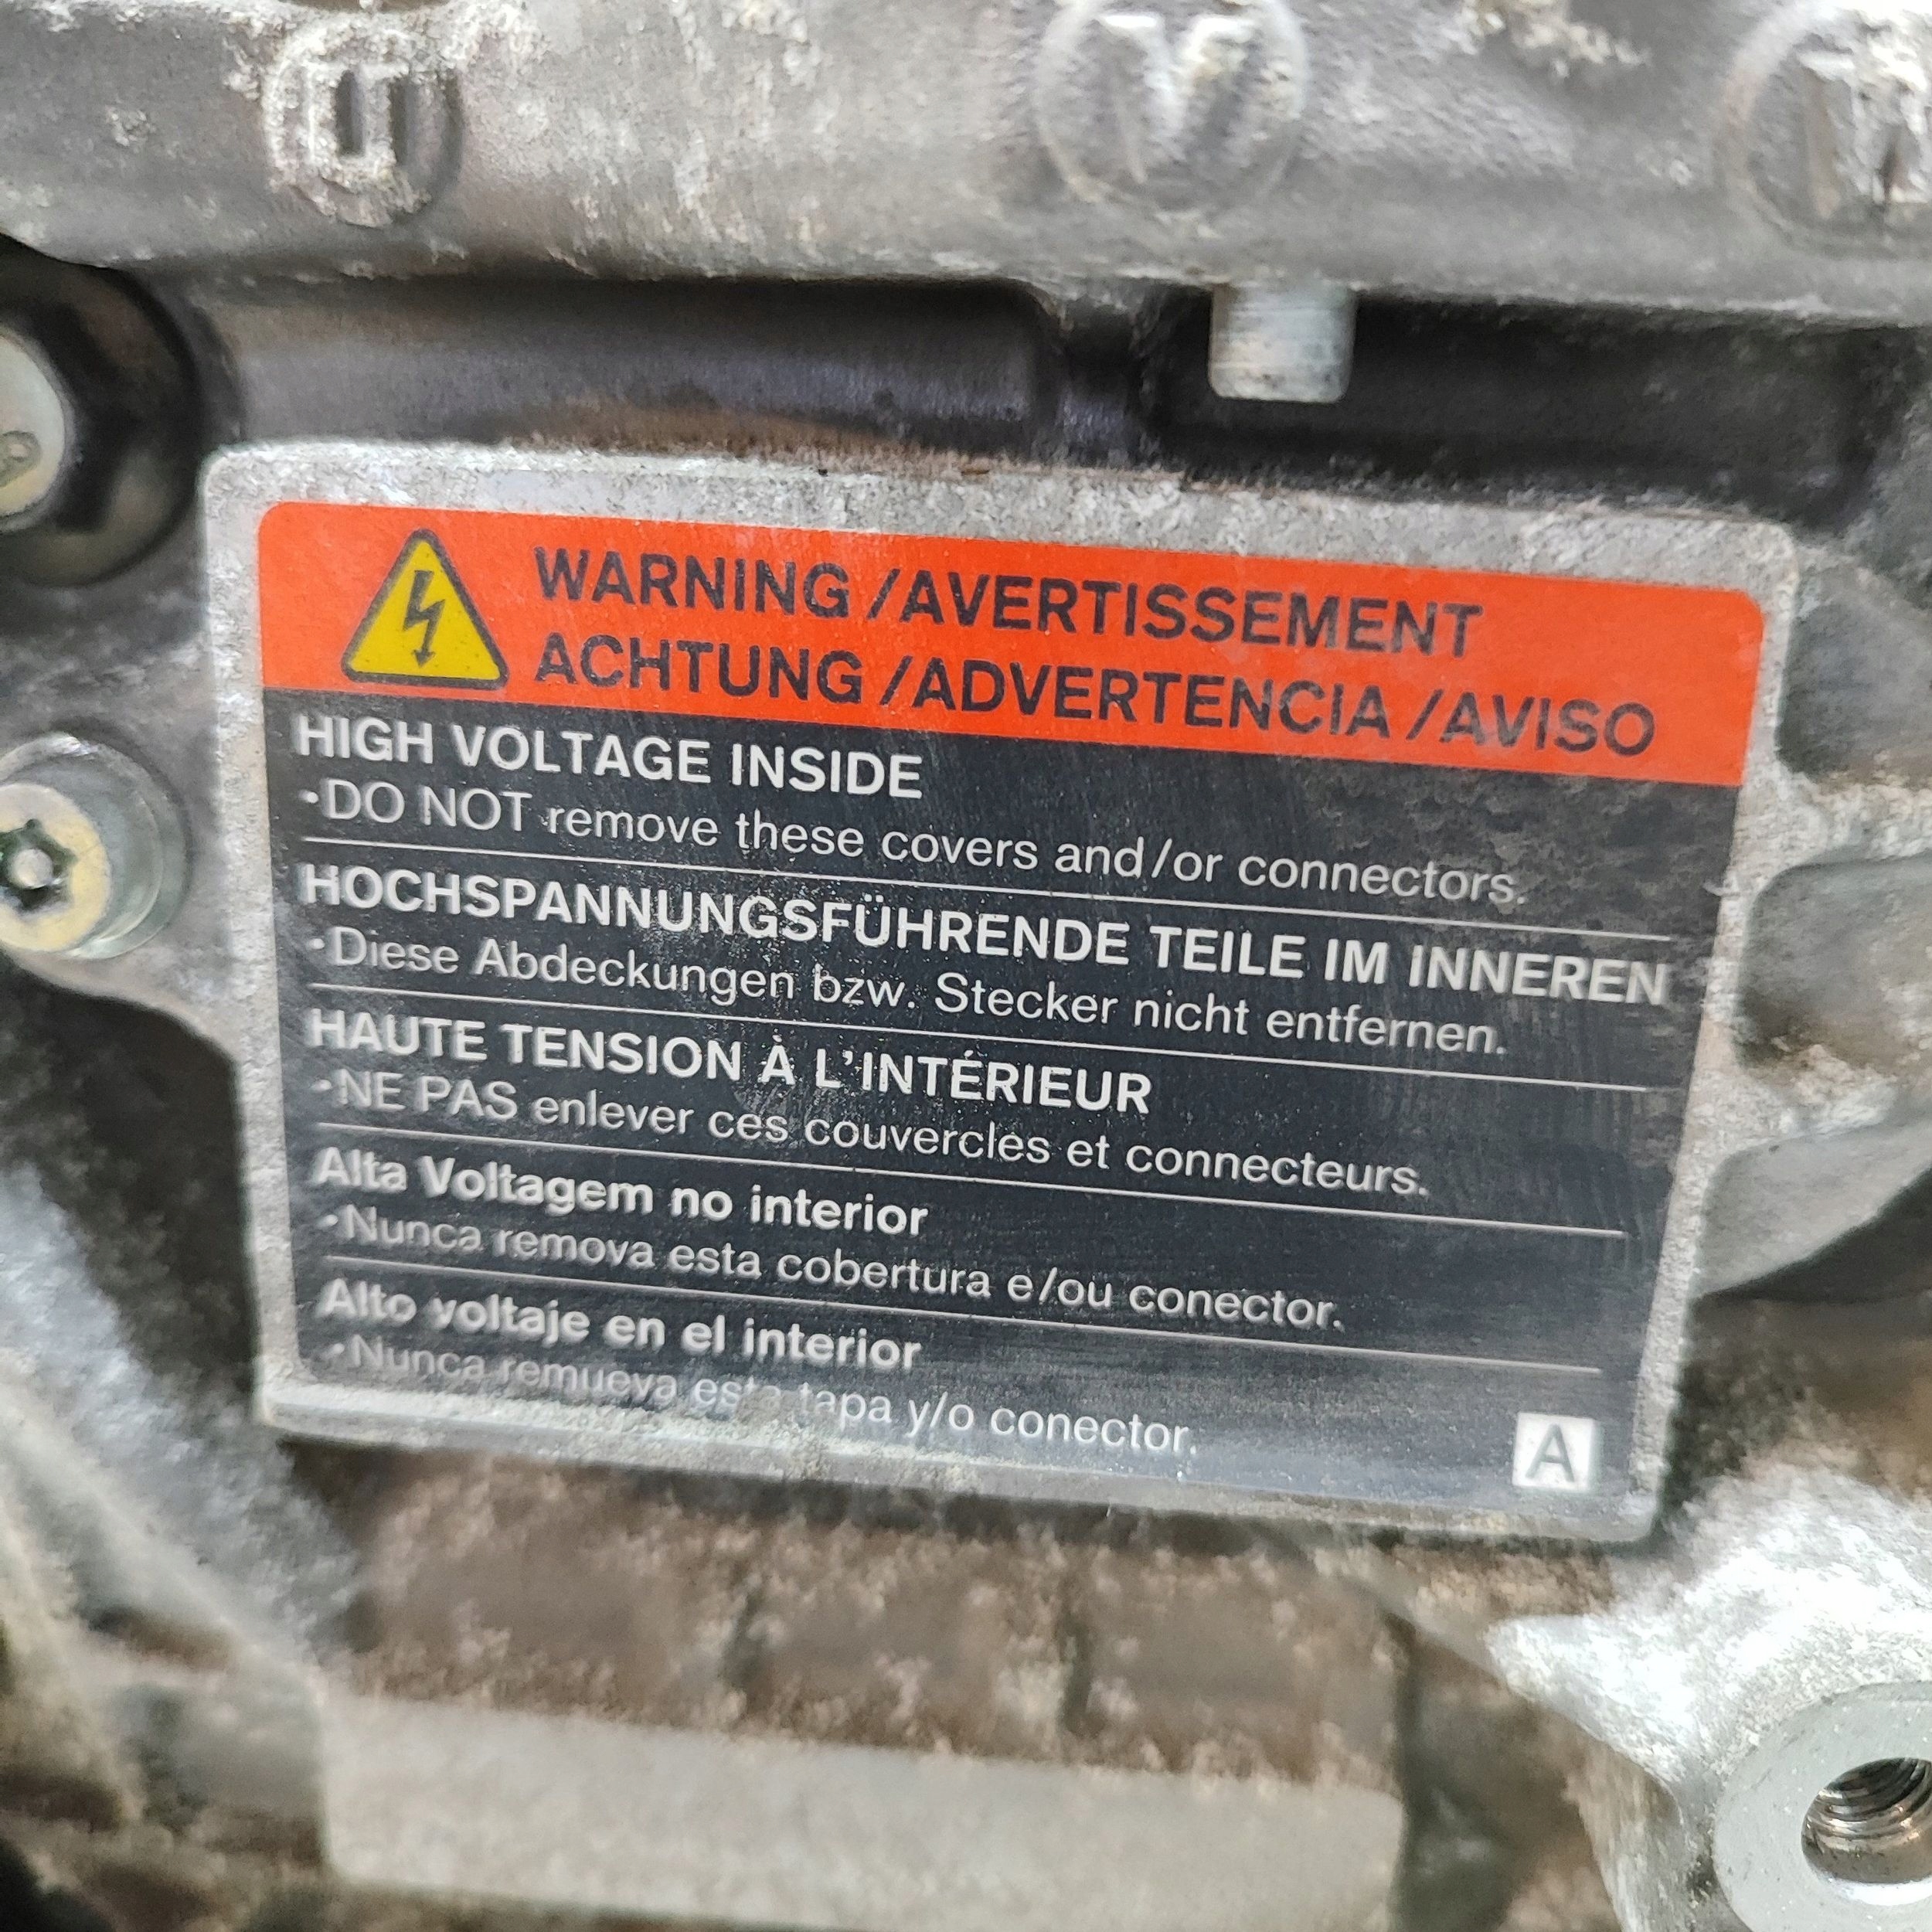 U V W
WARNING /AVERTISSEMENT
ACHTUNG /ADVERTENCIA /AVISO
HIGH VOLTAGE INSIDE
·DO NOT remove these covers and/or connectors.
HOCHSPANNUNGSFÜHRENDE TEILE IM INNEREN
·Diese Abdeckungen bzw. Stecker nicht entfernen.
HAUTE TENSION À L'INTÉRIEUR
·NE PAS enlever ces couvercles et connecteurs.
Alta Voltagem no interior
·Nunca remova esta cobertura e/ou conector.
Alto voltaje en el interior
·Nunca remueva esta tapa y/o conector.
A